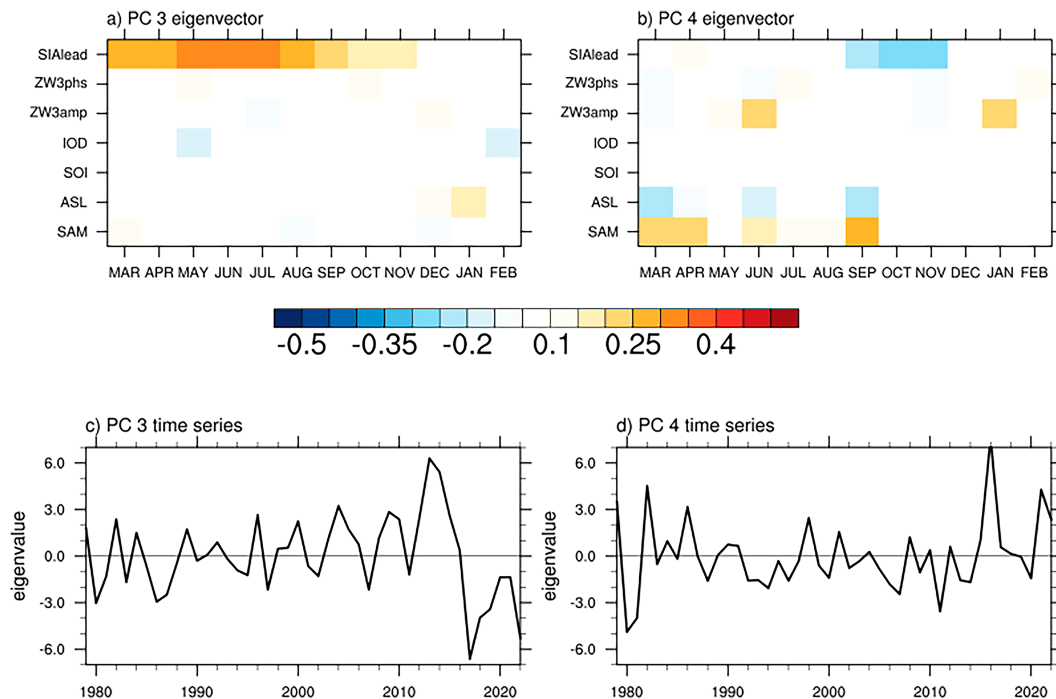 a) PC 3 eigenvector
b) PC 4 eigenvector
SIAlead
ZW3phs
ZW3amp
IOD
SOI
ASL
SAM
MAR APR MAY JUN JUL AUG SEP OCT NOV DEC JAN FEB
SIAlead
ZW3phs
ZW3amp
IOD
SOI
ASL
SAM
MAR APR MAY JUN JUL AUG SEP OCT NOV DEC JAN FEB
-0.5 -0.35 -0.2 0.1 0.25 0.4
c) PC 3 time series
6.0
3.0
0.0
-3.0
-6.0
eigenvalue
1980 1990 2000 2010 2020
d) PC 4 time series
6.0
3.0
0.0
-3.0
-6.0
eigenvalue
1980 1990 2000 2010 2020